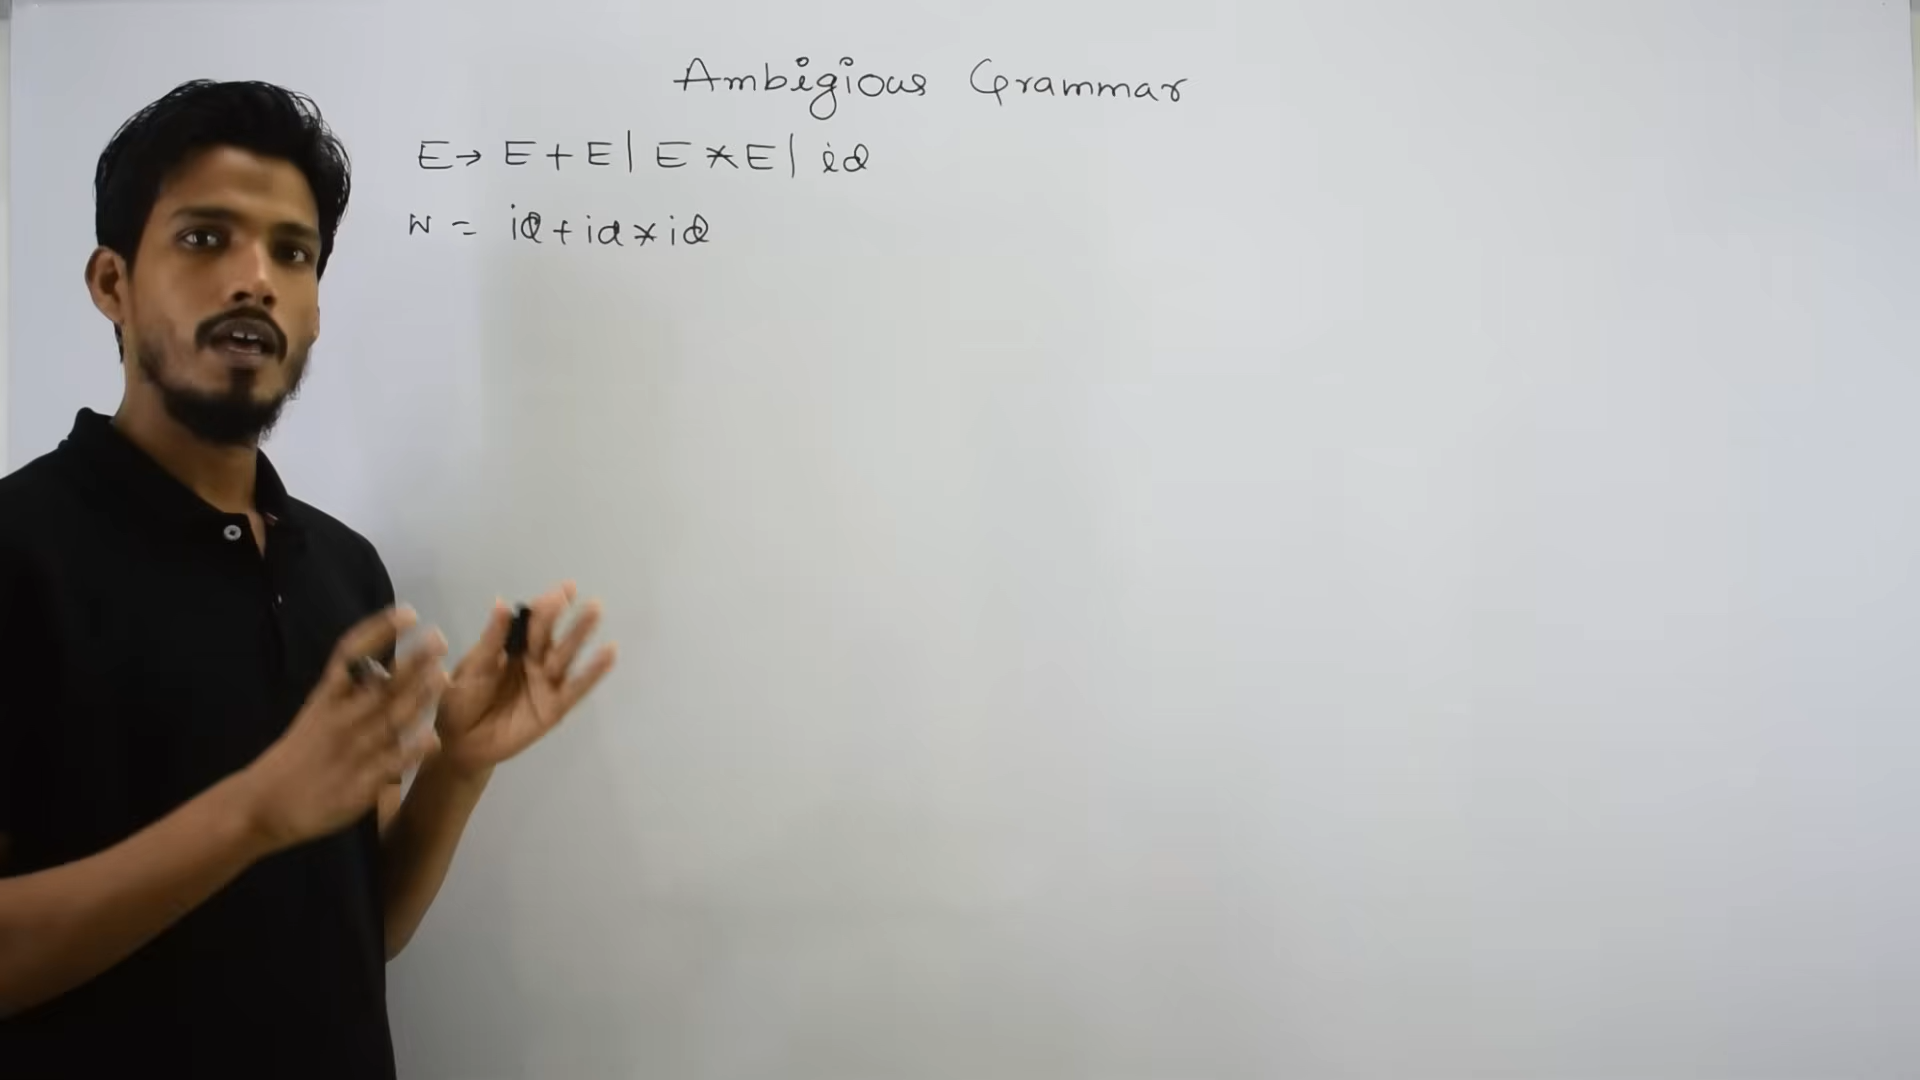 Ambigious Grammar
E → E + E | E * E | id
W = id + id * id